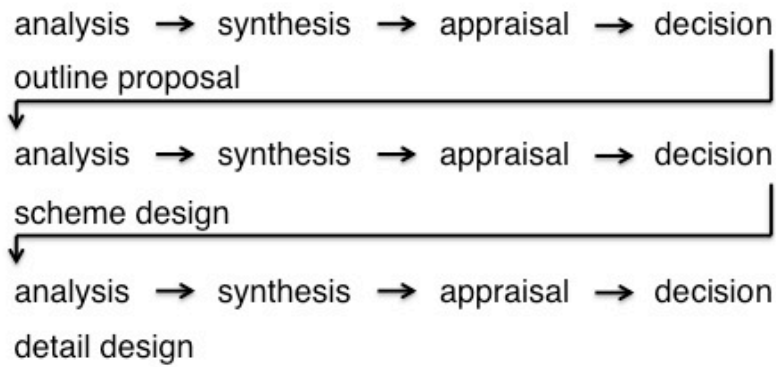 analysis → synthesis → appraisal → decision
outline proposal
analysis → synthesis → appraisal → decision
scheme design
analysis → synthesis → appraisal → decision
detail design